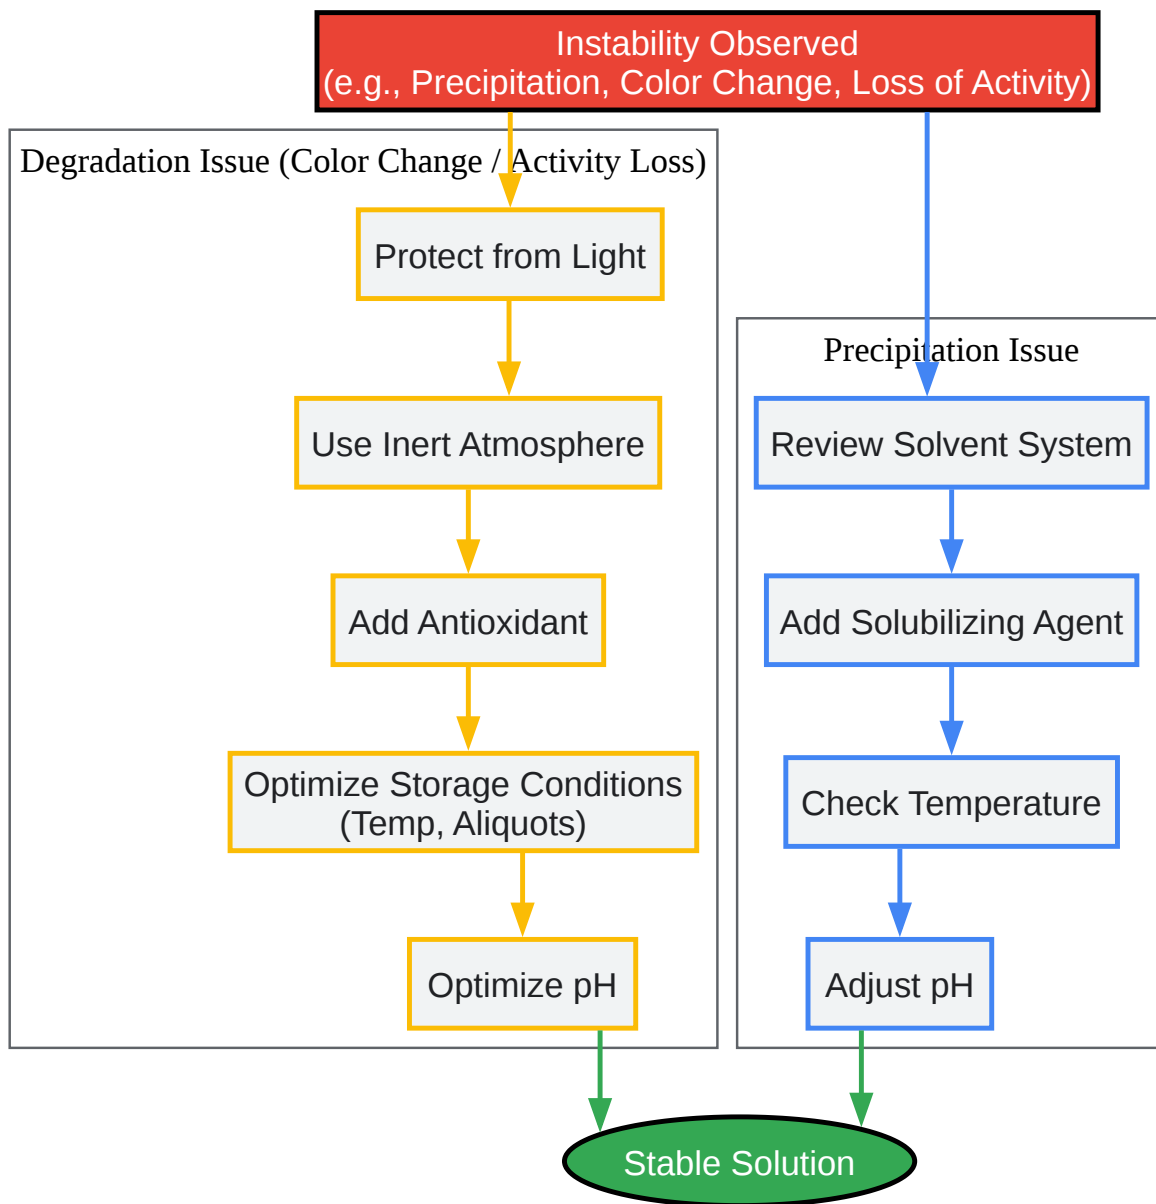 Instability Observed
(e.g., Precipitation, Color Change, Loss of Activity)
Degradation Issue (Color Change / Activity Loss)
Protect from Light
Use Inert Atmosphere
Add Antioxidant
Optimize Storage Conditions
(Temp, Aliquots)
Optimize pH
Precipitation Issue
Review Solvent System
Add Solubilizing Agent
Check Temperature
Adjust pH
Stable Solution